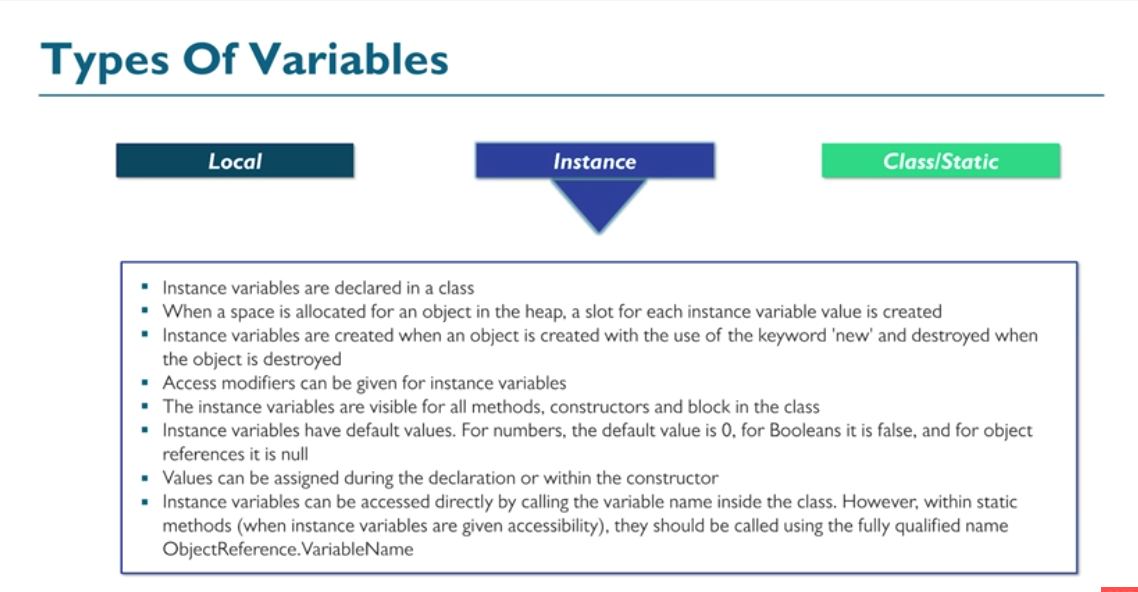 Types Of Variables
Local
Instance
Class/Static
▪ Instance variables are declared in a class
▪ When a space is allocated for an object in the heap, a slot for each instance variable value is created
▪ Instance variables are created when an object is created with the use of the keyword 'new' and destroyed when
the object is destroyed
▪ Access modifiers can be given for instance variables
▪ The instance variables are visible for all methods, constructors and block in the class
▪ Instance variables have default values. For numbers, the default value is 0, for Booleans it is false, and for object
references it is null
▪ Values can be assigned during the declaration or within the constructor
▪ Instance variables can be accessed directly by calling the variable name inside the class. However, within static
methods (when instance variables are given accessibility), they should be called using the fully qualified name
ObjectReference.VariableName